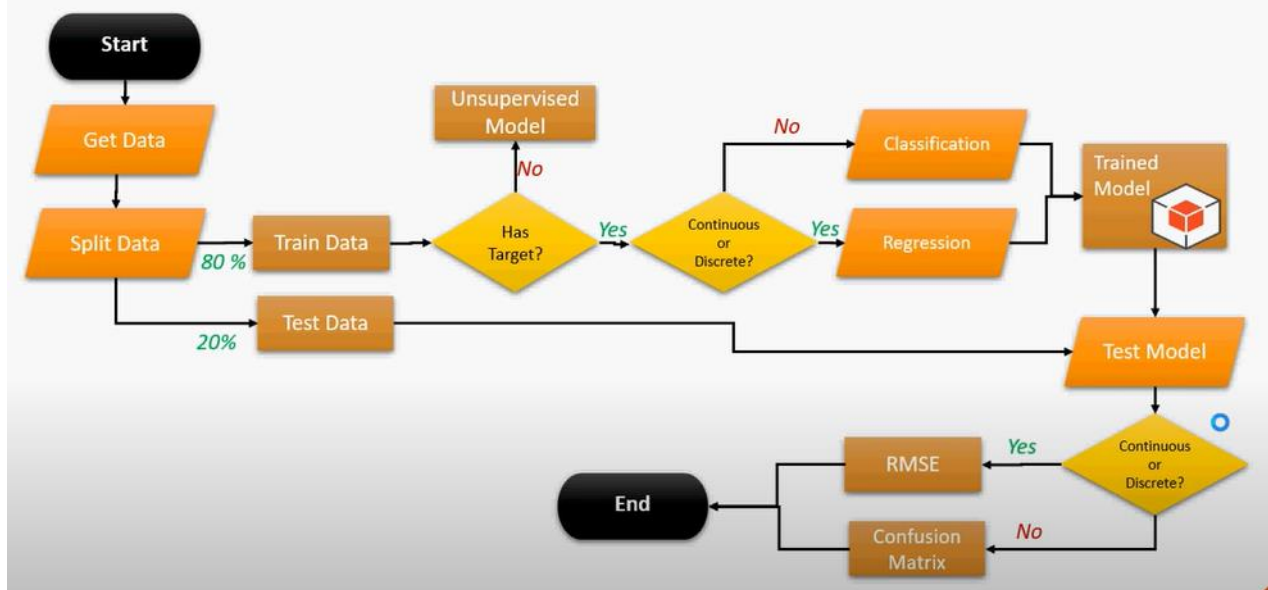 Start
Get Data
Split Data
80 %
Train Data
20%
Test Data
Has
Target?
No
Unsupervised
Model
Yes
Continuous
or
Discrete?
No
Classification
Yes
Regression
Trained
Model
Test Model
Continuous
or
Discrete?
Yes
RMSE
No
Confusion
Matrix
End